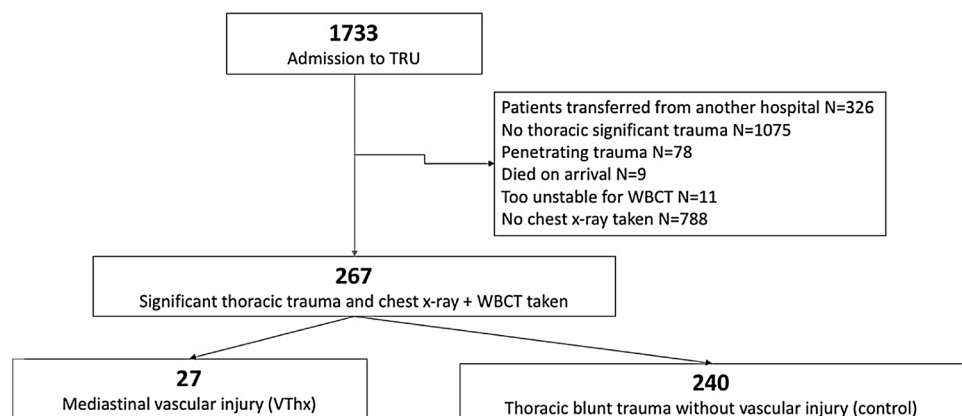 1733
Admission to TRU
Patients transferred from another hospital N=326
No thoracic significant trauma N=1075
Penetrating trauma N=78
Died on arrival N=9
Too unstable for WBCT N=11
No chest x-ray taken N=788
267
Significant thoracic trauma and chest x-ray + WBCT taken
27
Mediastinal vascular injury (VThx)
240
Thoracic blunt trauma without vascular injury (control)